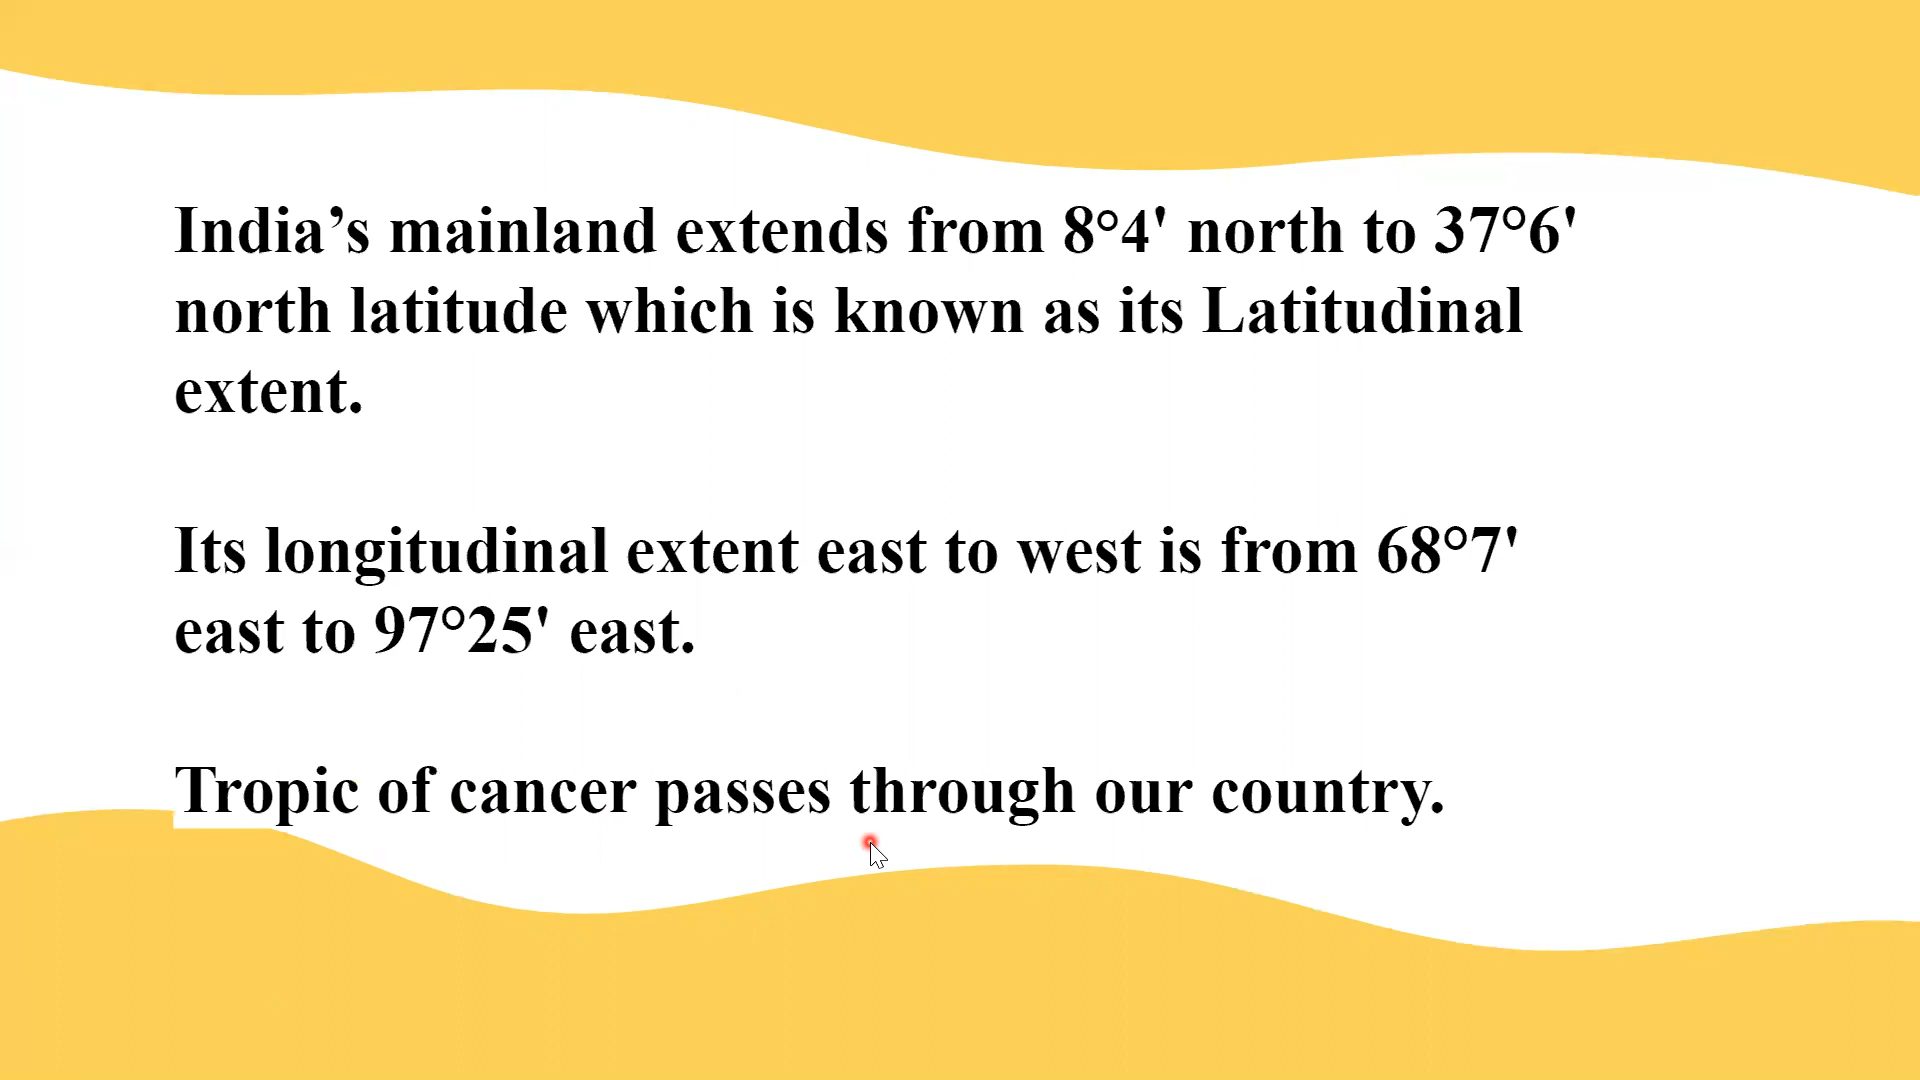 India’s mainland extends from 8°4' north to 37°6'
north latitude which is known as its Latitudinal
extent.
Its longitudinal extent east to west is from 68°7'
east to 97°25' east.
Tropic of cancer passes through our country.